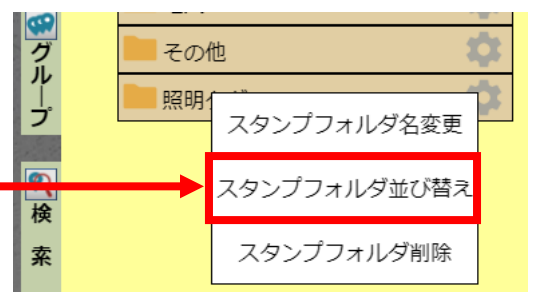 グループ
その他
照明
スタンプフォルダ名変更
スタンプフォルダ並び替え
検索
スタンプフォルダ削除